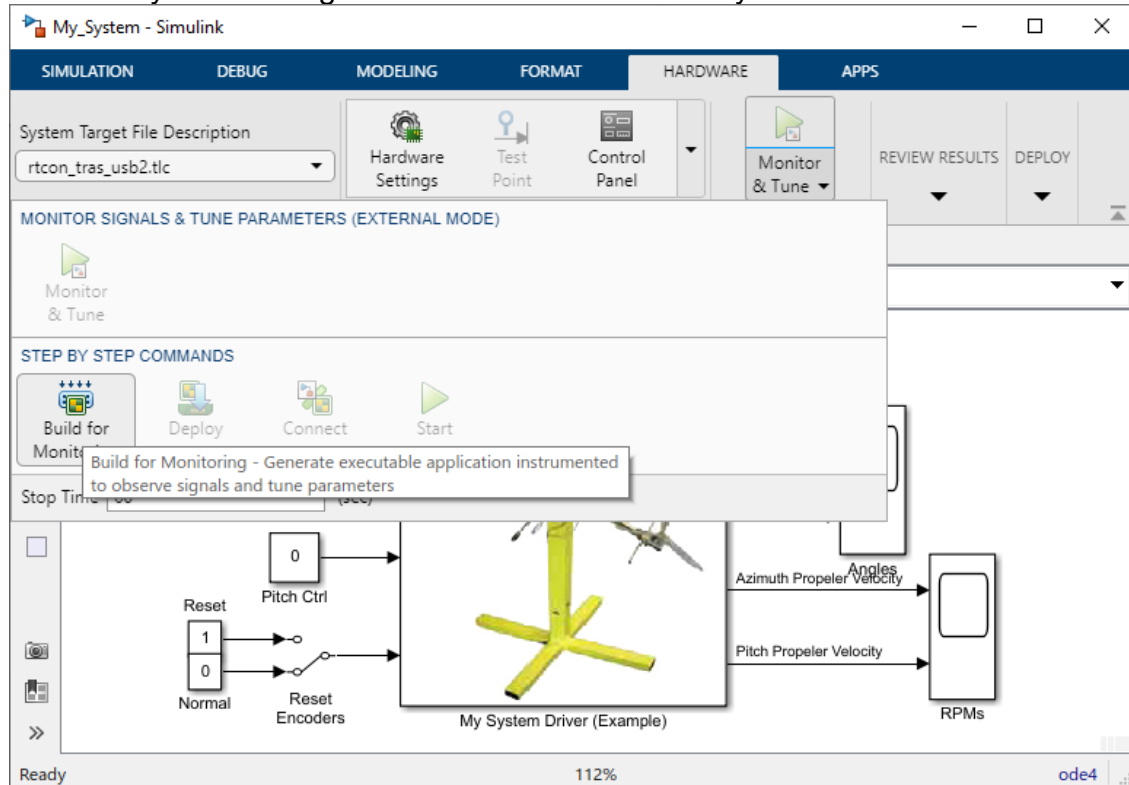 My_System - Simulink
SIMULATION DEBUG MODELING FORMAT HARDWARE APPS
System Target File Description
rtcon_tras_usb2.tlc
Hardware
Settings
Test
Point
Control
Panel
Monitor
& Tune
REVIEW RESULTS
DEPLOY
MONITOR SIGNALS & TUNE PARAMETERS (EXTERNAL MODE)
Monitor
& Tune
STEP BY STEP COMMANDS
Build for
Deploy
Connect
Start
Build for Monitoring - Generate executable application instrumented
to observe signals and tune parameters
Stop Time
0
Pitch Ctrl
Reset
1
0
Normal
Reset
Encoders
My System Driver (Example)
Angles
Azimuth Propeler Velocity
Pitch Propeler Velocity
RPMs
Ready
112%
ode4